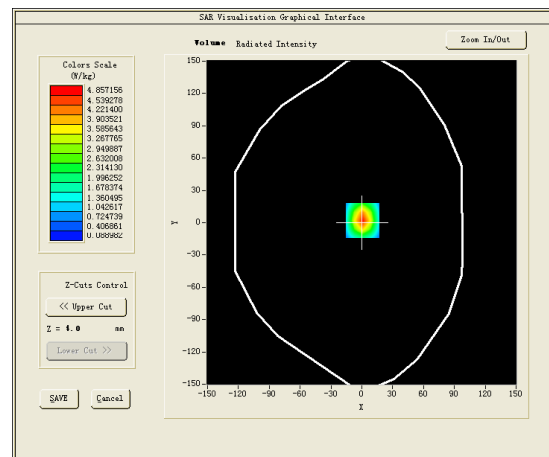 SAR Visualisation Graphical Interface
Volume Radiated Intensity
Zoom In/Out
Colors Scale
(W/kg)
4.857156
4.539278
4.221400
3.903521
3.585643
3.267765
2.949887
2.632008
2.314130
1.996252
1.678374
1.360495
1.042617
0.724739
0.406861
0.088982
Z-Cuts Control
<< Upper Cut
Z = 4.0 mm
Lower Cut >>
SAVE
Cancel
150
120
90
60
30
0
-30
-60
-90
-120
-150
Y
-150 -120 -90 -60 -30 0 30 60 90 120 150
X